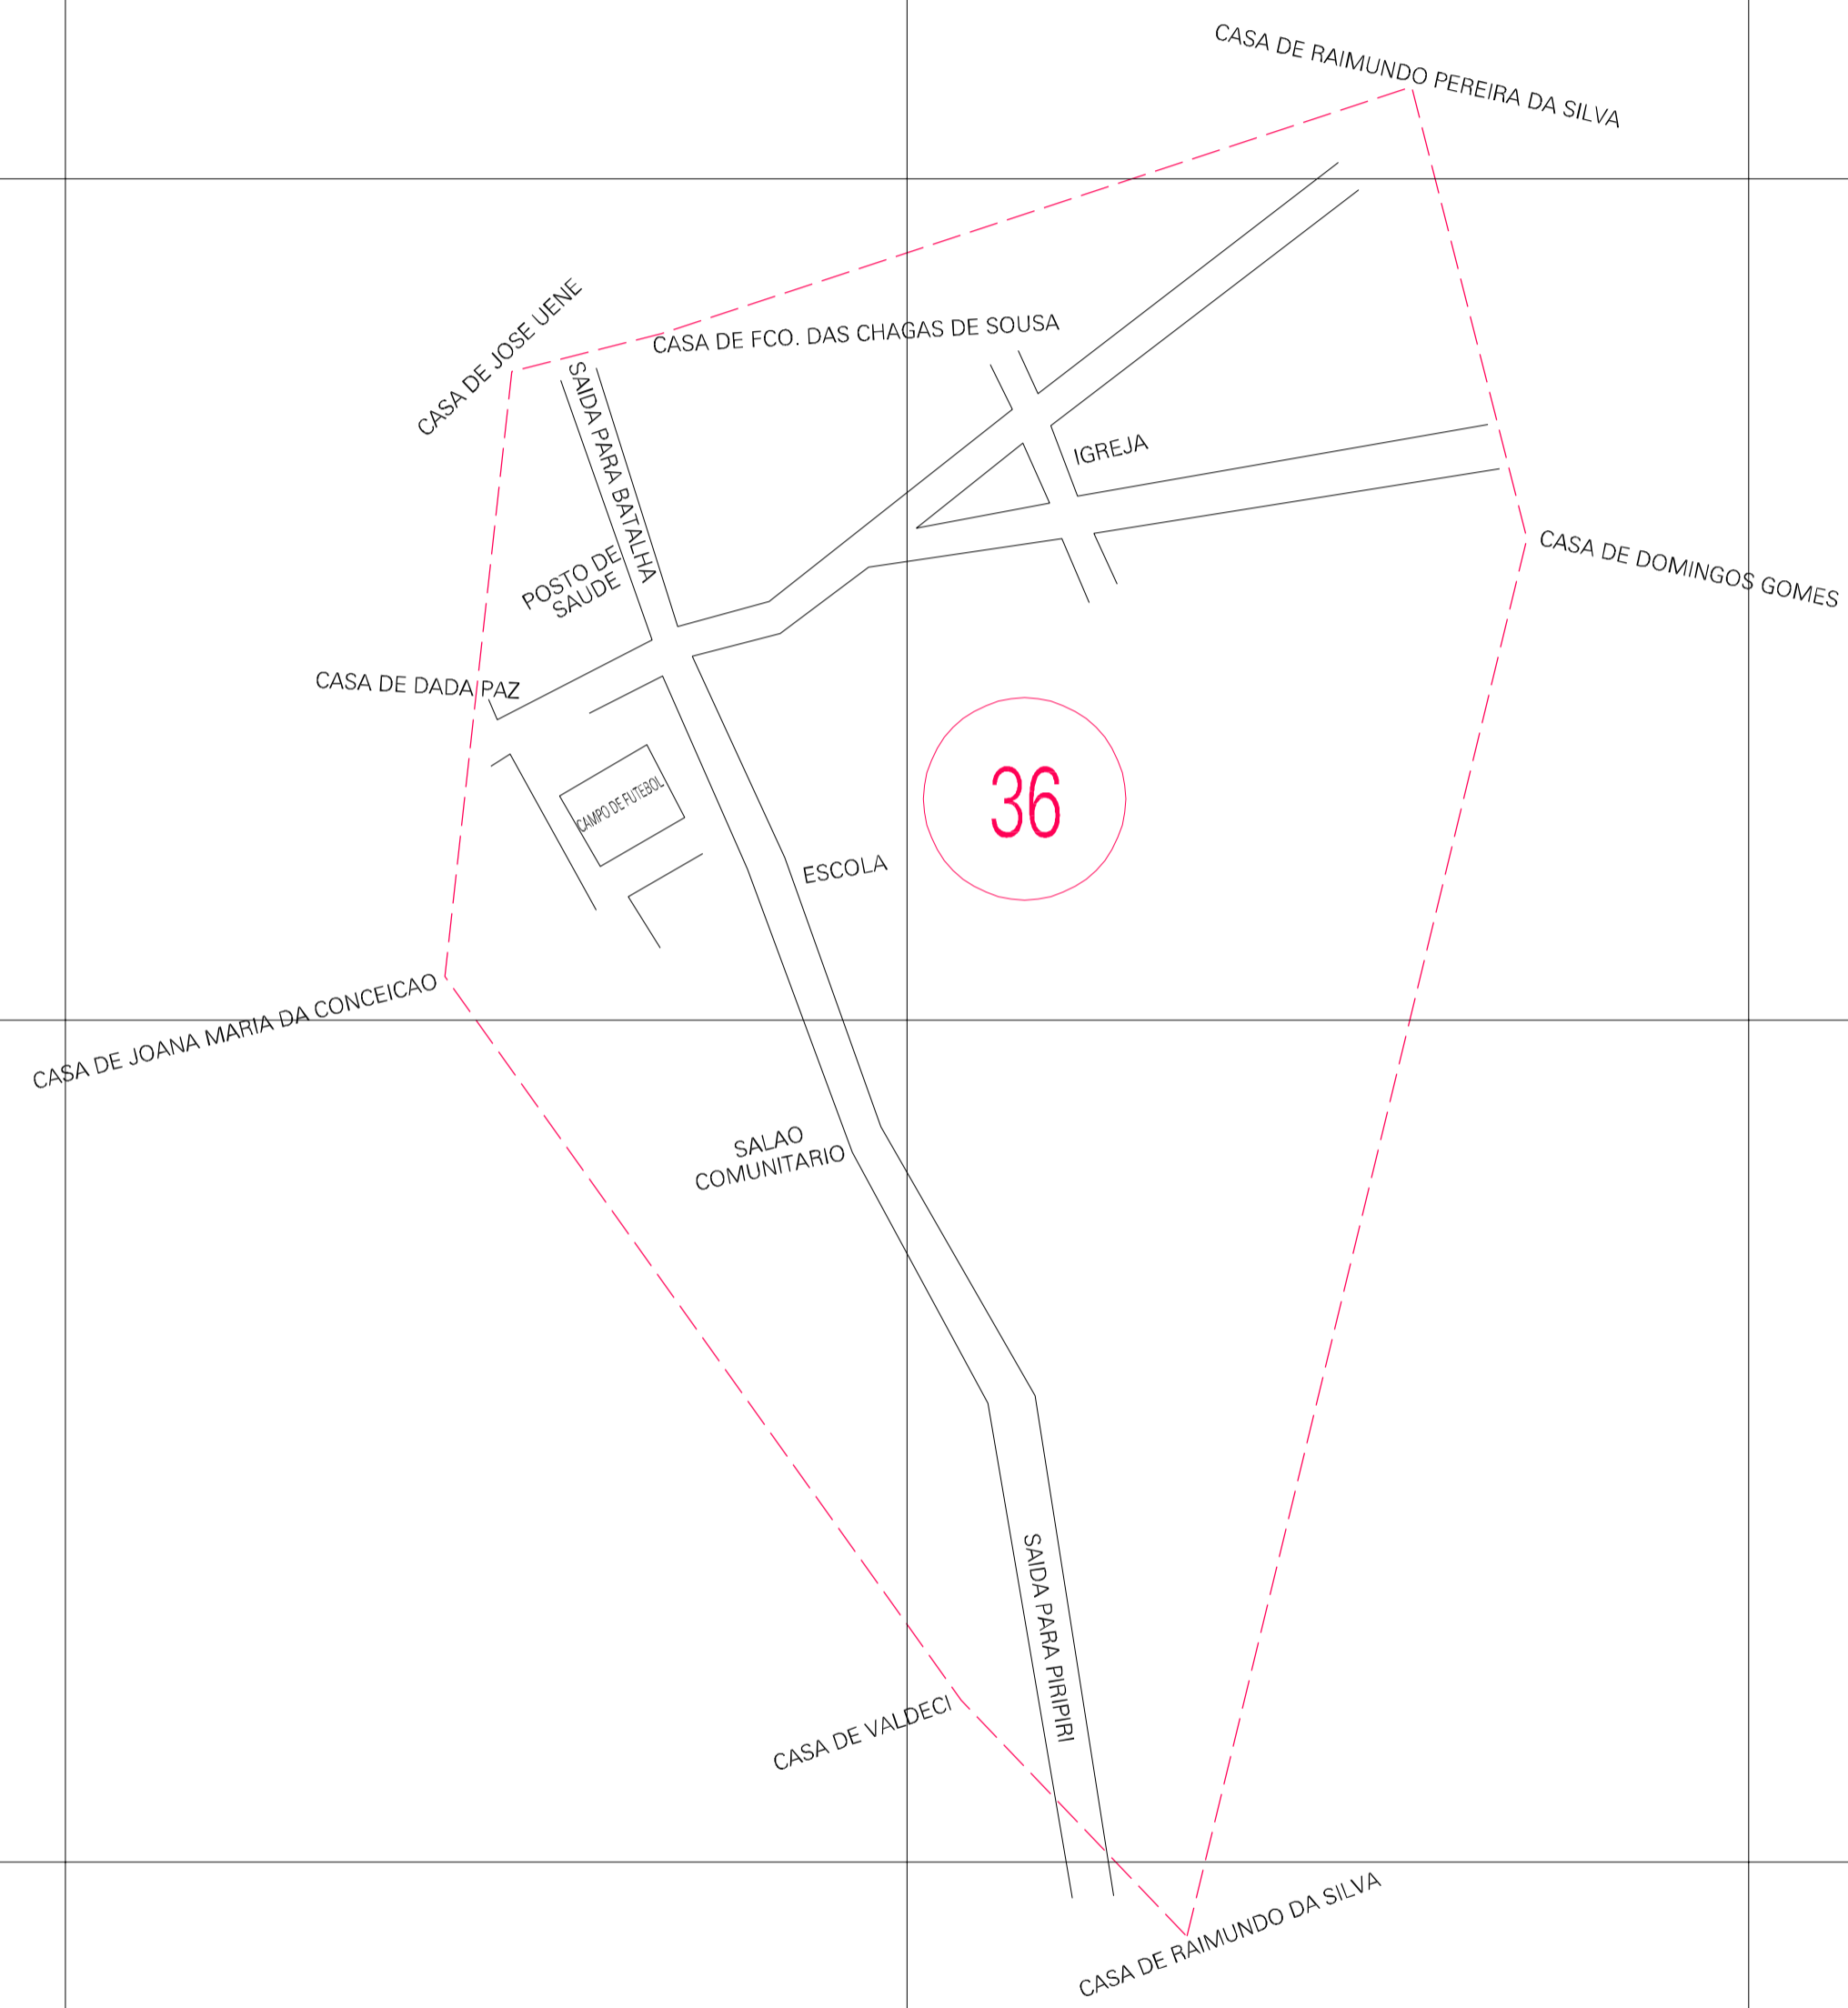 CASA DE RAIMUNDO PEREIRA DA SILVA
CASA DE JOSE UENE
CASA DE FCO. DAS CHAGAS DE SOUSA
SAIDA PARA BATALHA
IGREJA
POSTO DE
SAUDE
CASA DE DOMINGOS GOMES
CASA DE DADA PAZ
CAMPO DE FUTEBOL
36
ESCOLA
CASA DE JOANA MARIA DA CONCEICAO
SALAO
COMUNITARIO
SAIDA PARA PIRIPIRI
CASA DE VALDECI
CASA DE RAIMUNDO DA SILVA